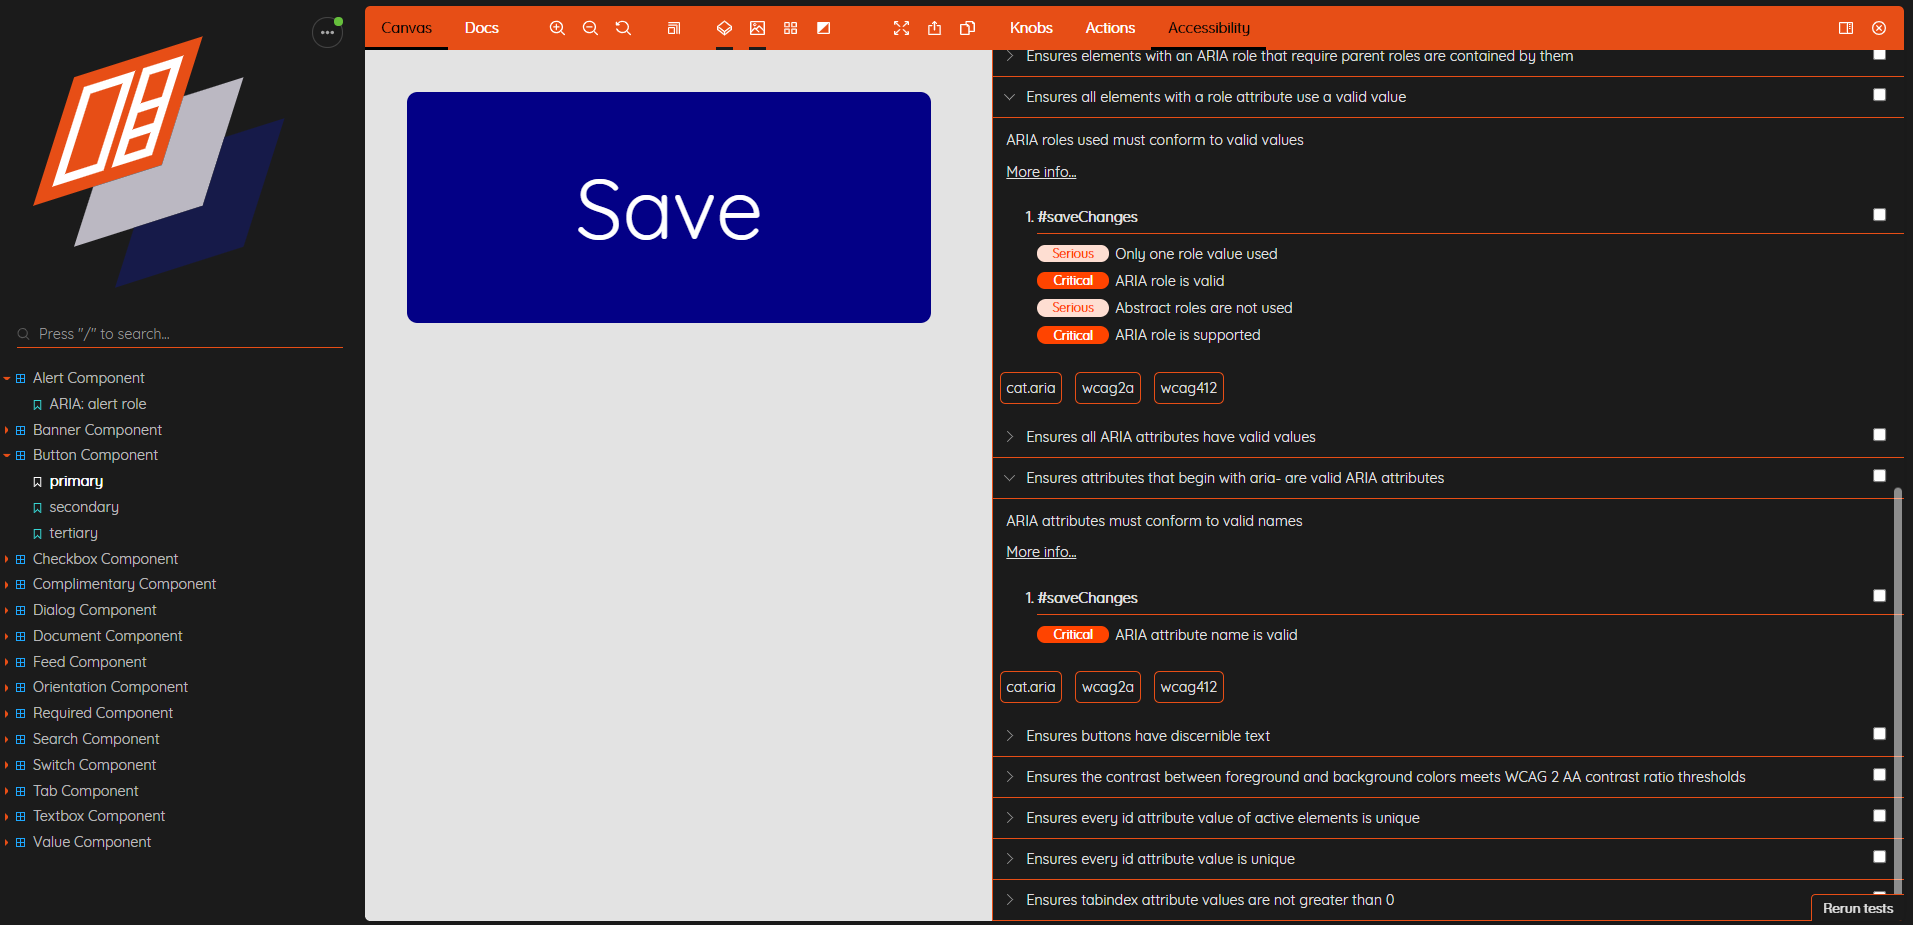 Canvas Docs Knobs Actions Accessibility
Press "/" to search...
Alert Component
ARIA: alert role
Banner Component
Button Component
primary
secondary
tertiary
Checkbox Component
Complimentary Component
Dialog Component
Document Component
Feed Component
Orientation Component
Required Component
Search Component
Switch Component
Tab Component
Textbox Component
Value Component
Save
Ensures elements with an ARIA role that require parent roles are contained by them
Ensures all elements with a role attribute use a valid value
ARIA roles used must conform to valid values
More info...
1. #saveChanges
Serious Only one role value used
Critical ARIA role is valid
Serious Abstract roles are not used
Critical ARIA role is supported
cat.aria wcag2a wcag412
Ensures all ARIA attributes have valid values
Ensures attributes that begin with aria- are valid ARIA attributes
ARIA attributes must conform to valid names
More info...
1. #saveChanges
Critical ARIA attribute name is valid
cat.aria wcag2a wcag412
Ensures buttons have discernible text
Ensures the contrast between foreground and background colors meets WCAG 2 AA contrast ratio thresholds
Ensures every id attribute value of active elements is unique
Ensures every id attribute value is unique
Ensures tabindex attribute values are not greater than 0
Rerun tests